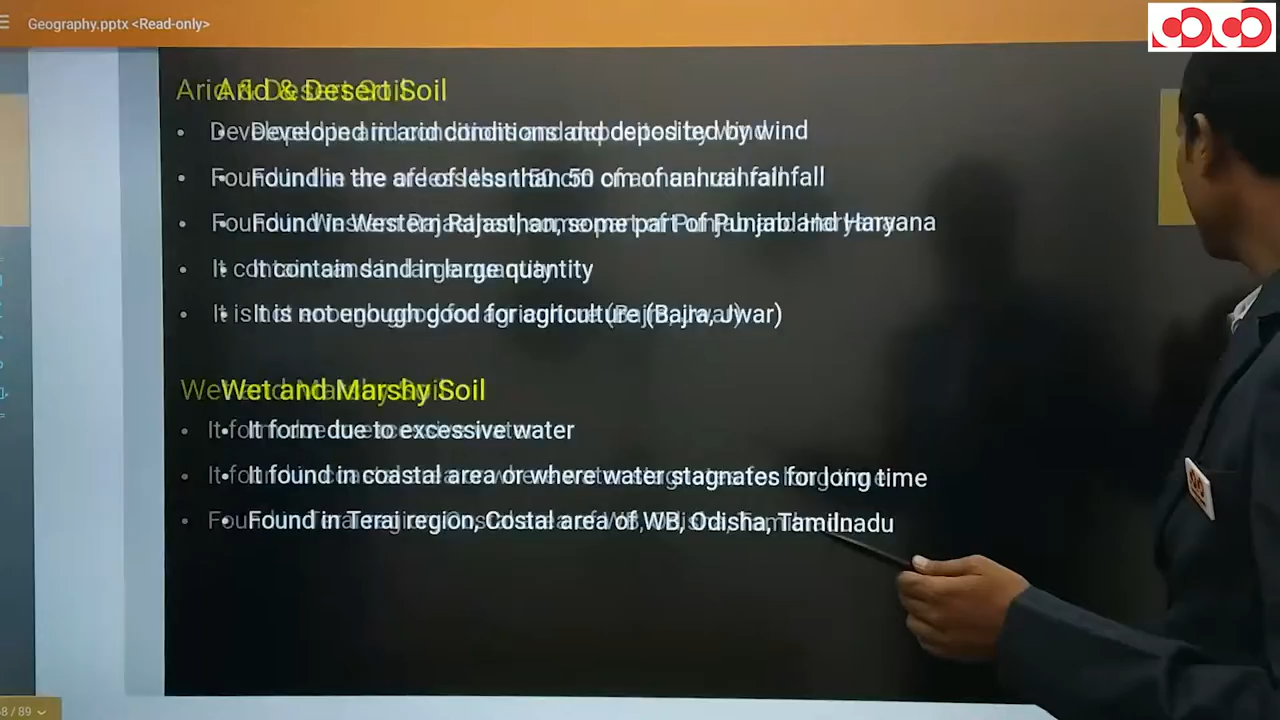 Geography.pptx <Read-only>
Arid & Desert Soil
• Developed in arid conditions and deposited by wind
• Found in the are of less than 50 cm of annual rainfall
• Found in Western Rajasthan, some part of Punjab and Haryana
• It contain sand in large quantity
• It is not enough good for agriculture (Bajra, Jwar)
Wet and Marshy Soil
• It form due to excessive water
• It found in coastal area or where water stagnates for long time
• Found in Tarai region, Costal area of WB, Odisha, Tamilnadu
8 / 89